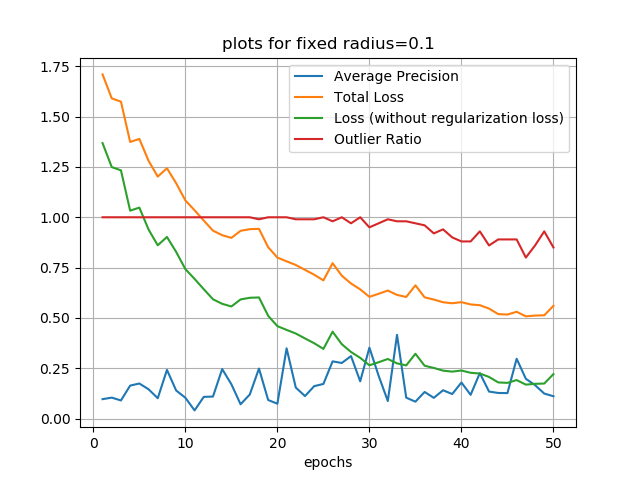 plots for fixed radius=0.1
Average Precision
Total Loss
Loss (without regularization loss)
Outlier Ratio
1.75
1.50
1.25
1.00
0.75
0.50
0.25
0.00
0 10 20 30 40 50
epochs